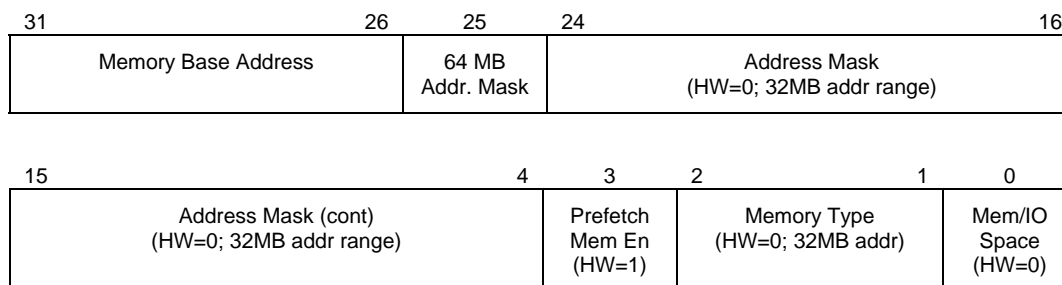 31 26 25 24 16
Memory Base Address 64 MB Address Mask
Addr. Mask (HW=0; 32MB addr range)
15 4 3 2 1 0
Address Mask (cont) Prefetch Memory Type Mem/IO
(HW=0; 32MB addr range) Mem En (HW=0; 32MB addr) Space
(HW=1) (HW=0)